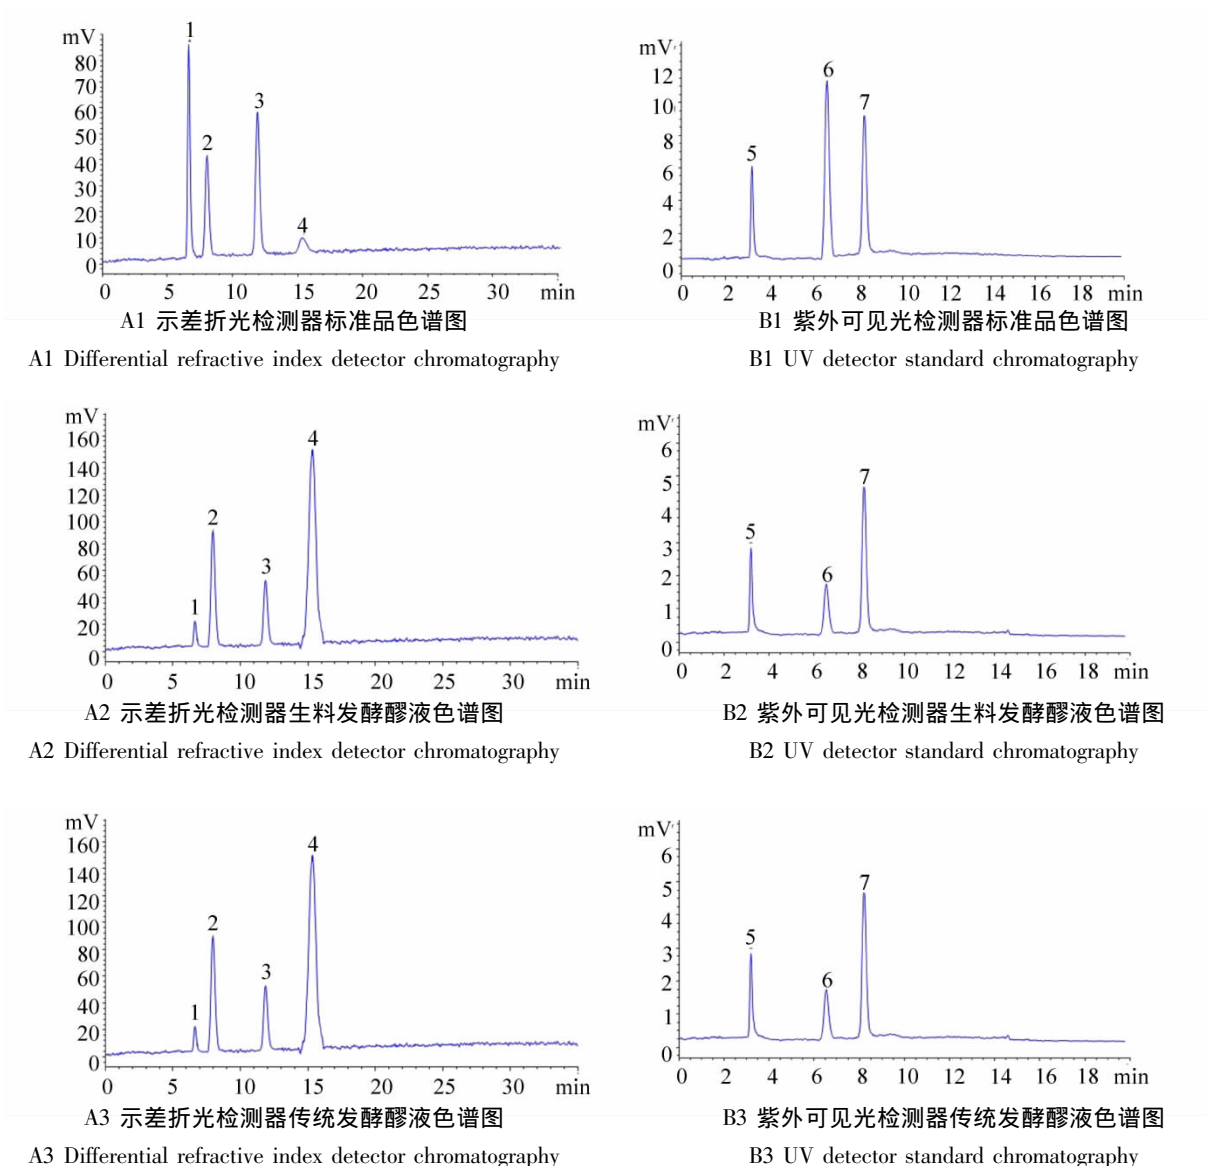 mV
80
70
60
50
40
30
20
10
0
1
2
3
4
0 5 10 15 20 25 30 min
A1 示差折光检测器标准品色谱图
A1 Differential refractive index detector chromatography
mV
12
10
8
6
4
2
0
5
6
7
0 2 4 6 8 10 12 14 16 18 min
B1 紫外可见光检测器标准品色谱图
B1 UV detector standard chromatography
mV
160
140
120
100
80
60
40
20
0
1
2
3
4
0 5 10 15 20 25 30 min
A2 示差折光检测器生料发酵醪液色谱图
A2 Differential refractive index detector chromatography
mV
6
5
4
3
2
1
0
5
6
7
0 2 4 6 8 10 12 14 16 18 min
B2 紫外可见光检测器生料发酵醪液色谱图
B2 UV detector standard chromatography
mV
160
140
120
100
80
60
40
20
0
1
2
3
4
0 5 10 15 20 25 30 min
A3 示差折光检测器传统发酵醪液色谱图
A3 Differential refractive index detector chromatography
mV
6
5
4
3
2
1
0
5
6
7
0 2 4 6 8 10 12 14 16 18 min
B3 紫外可见光检测器传统发酵醪液色谱图
B3 UV detector standard chromatography